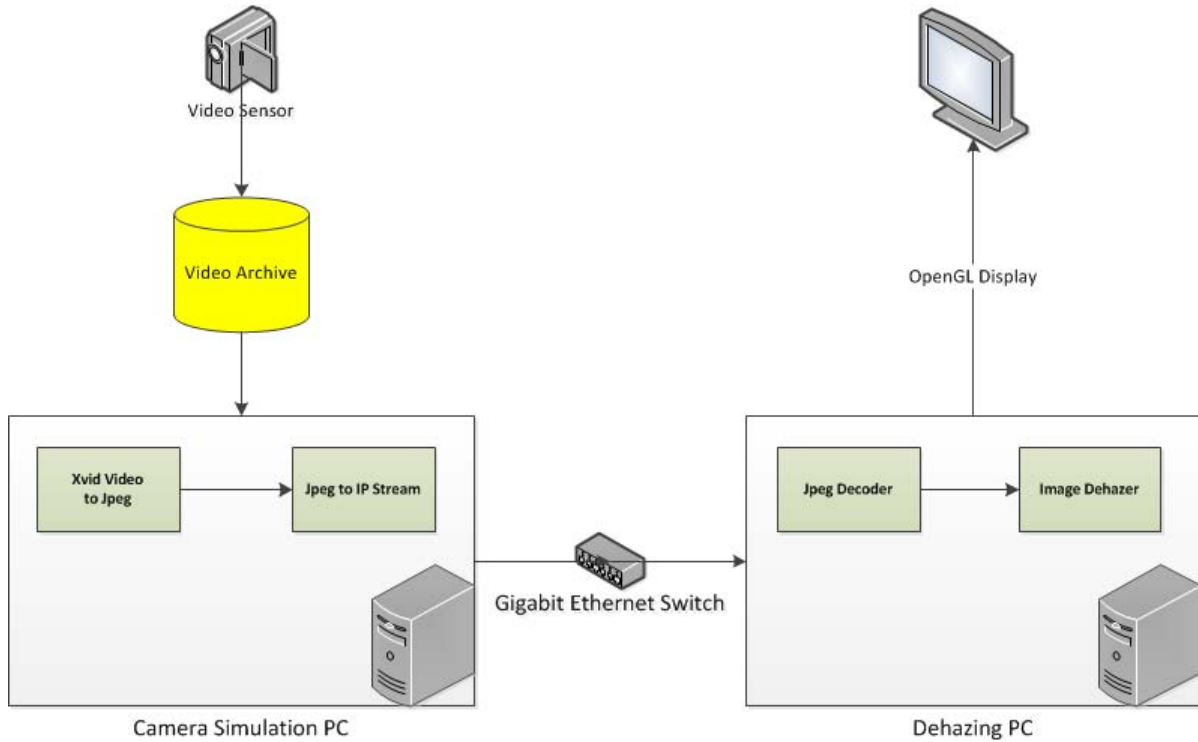 Video Sensor
Video Archive
OpenGL Display
Xvid Video
to Jpeg
Jpeg to IP Stream
Jpeg Decoder
Image Dehazer
Gigabit Ethernet Switch
Camera Simulation PC
Dehazing PC